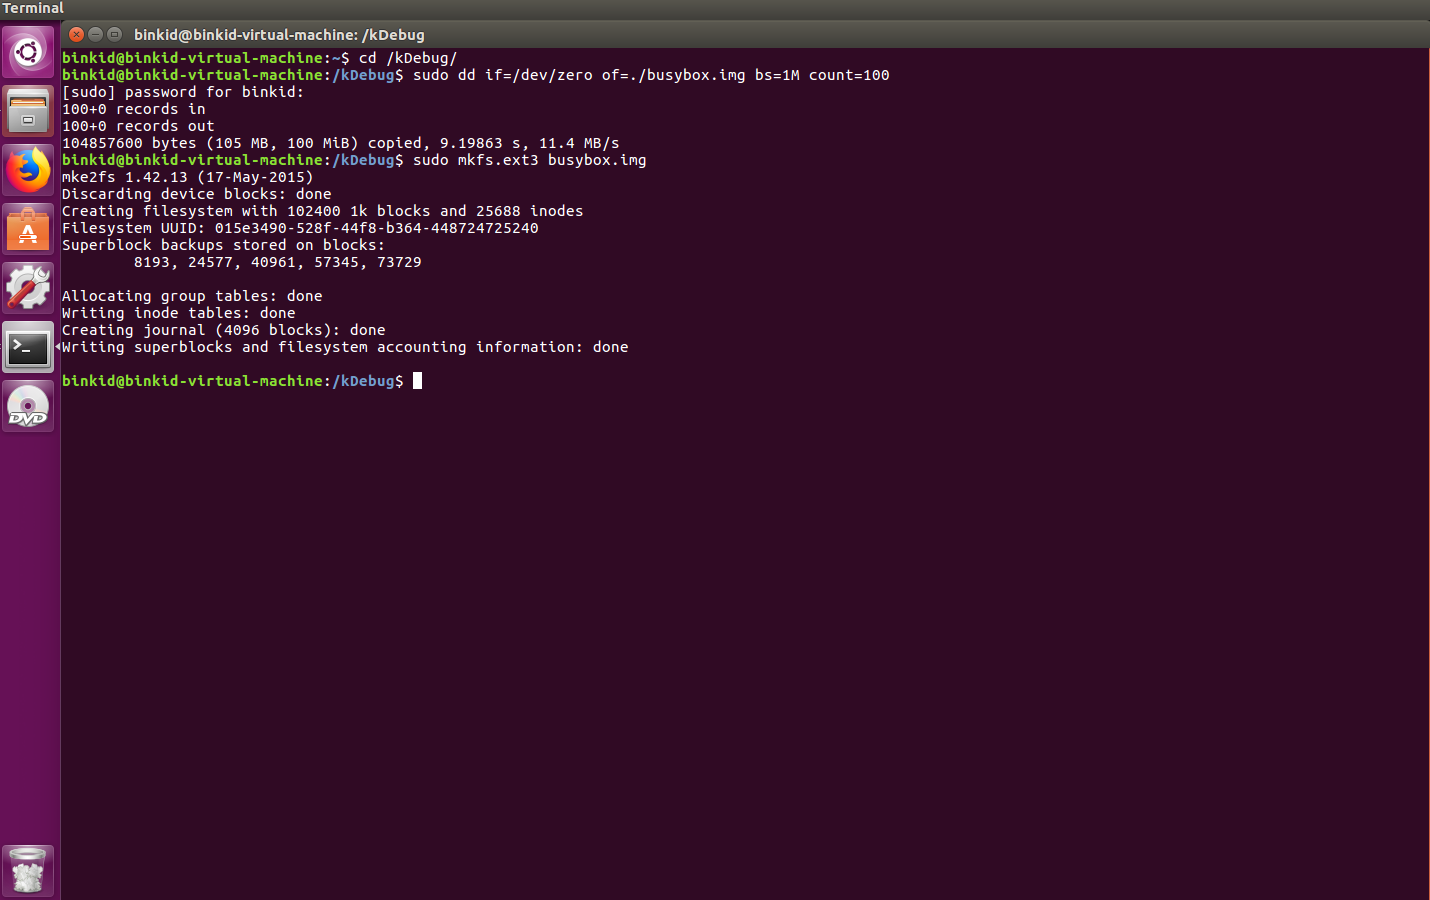 Terminal
binkid@binkid-virtual-machine: /kDebug
binkid@binkid-virtual-machine:~$ cd /kDebug/
binkid@binkid-virtual-machine:/kDebug$ sudo dd if=/dev/zero of=./busybox.img bs=1M count=100
[sudo] password for binkid:
100+0 records in
100+0 records out
104857600 bytes (105 MB, 100 MiB) copied, 9.19863 s, 11.4 MB/s
binkid@binkid-virtual-machine:/kDebug$ sudo mkfs.ext3 busybox.img
mke2fs 1.42.13 (17-May-2015)
Discarding device blocks: done
Creating filesystem with 102400 1k blocks and 25688 inodes
Filesystem UUID: 015e3490-528f-44f8-b364-448724725240
Superblock backups stored on blocks:
8193, 24577, 40961, 57345, 73729
Allocating group tables: done
Writing inode tables: done
Creating journal (4096 blocks): done
Writing superblocks and filesystem accounting information: done
binkid@binkid-virtual-machine:/kDebug$
DVD